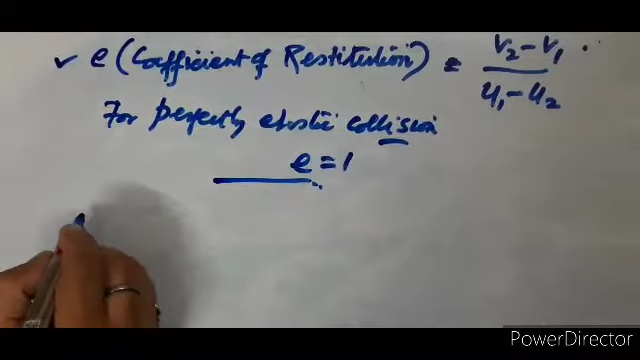 ✓ e (Coefficient of Restitution) = V₂ - V₁ / u₁ - u₂
For perfectly elastic collision
e = 1
PowerDirector